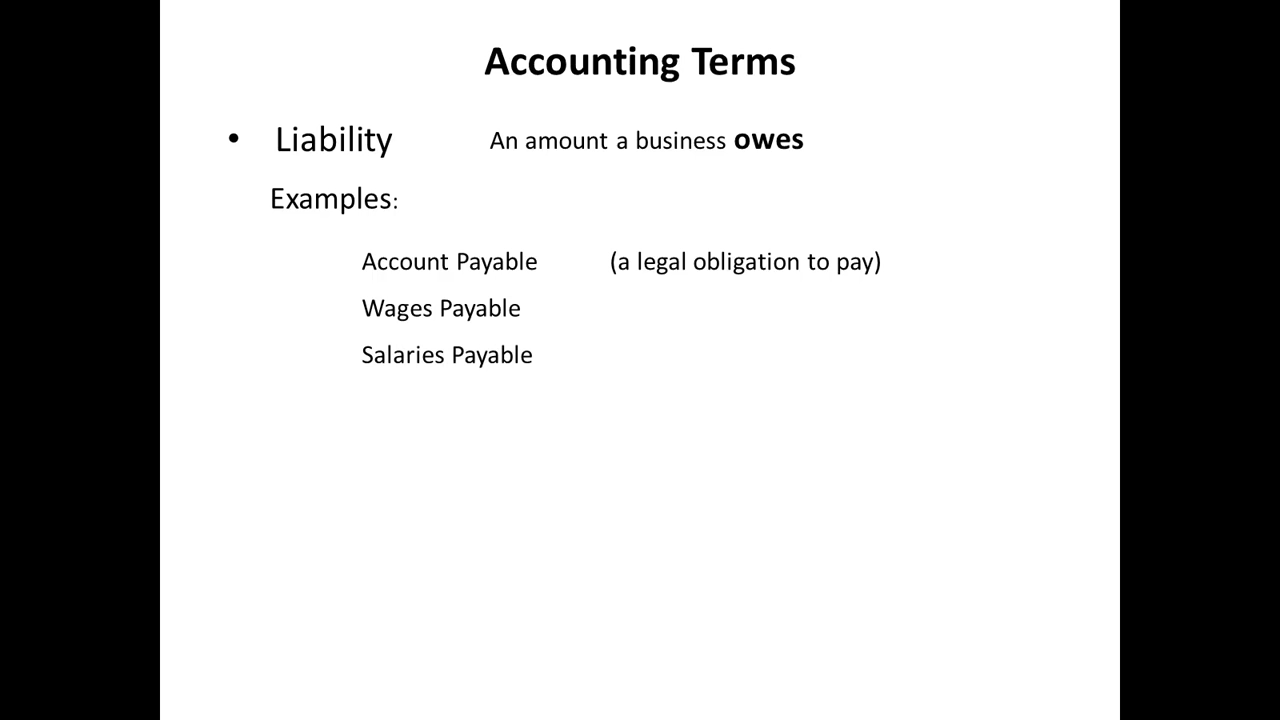 Accounting Terms
• Liability An amount a business owes
Examples:
Account Payable (a legal obligation to pay)
Wages Payable
Salaries Payable